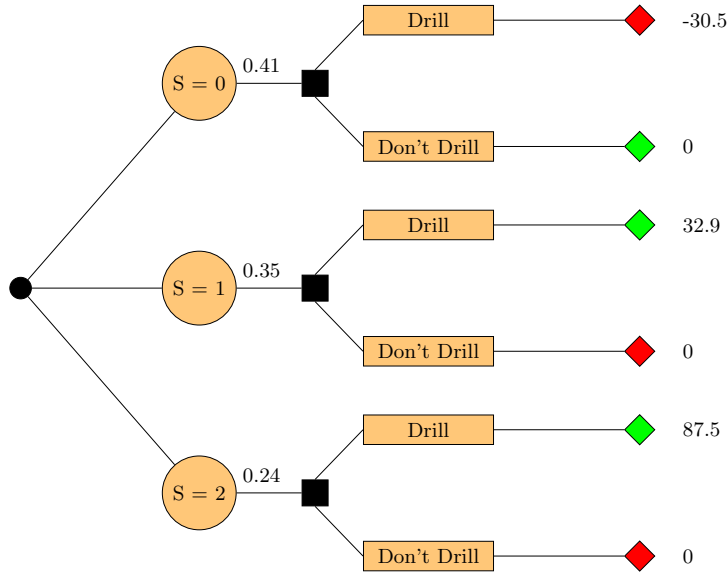 Drill
-30.5
0.41
S = 0
Don't Drill
0
Drill
32.9
0.35
S = 1
Don't Drill
0
Drill
87.5
0.24
S = 2
Don't Drill
0